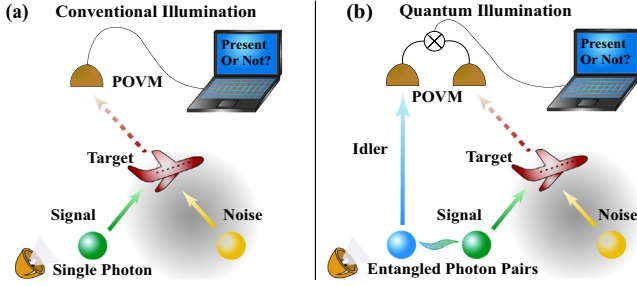 (a) Conventional Illumination
Present
Or Not?
POVM
Target
Signal
Noise
Single Photon
(b) Quantum Illumination
Present
Or Not?
POVM
Idler
Target
Signal
Noise
Entangled Photon Pairs